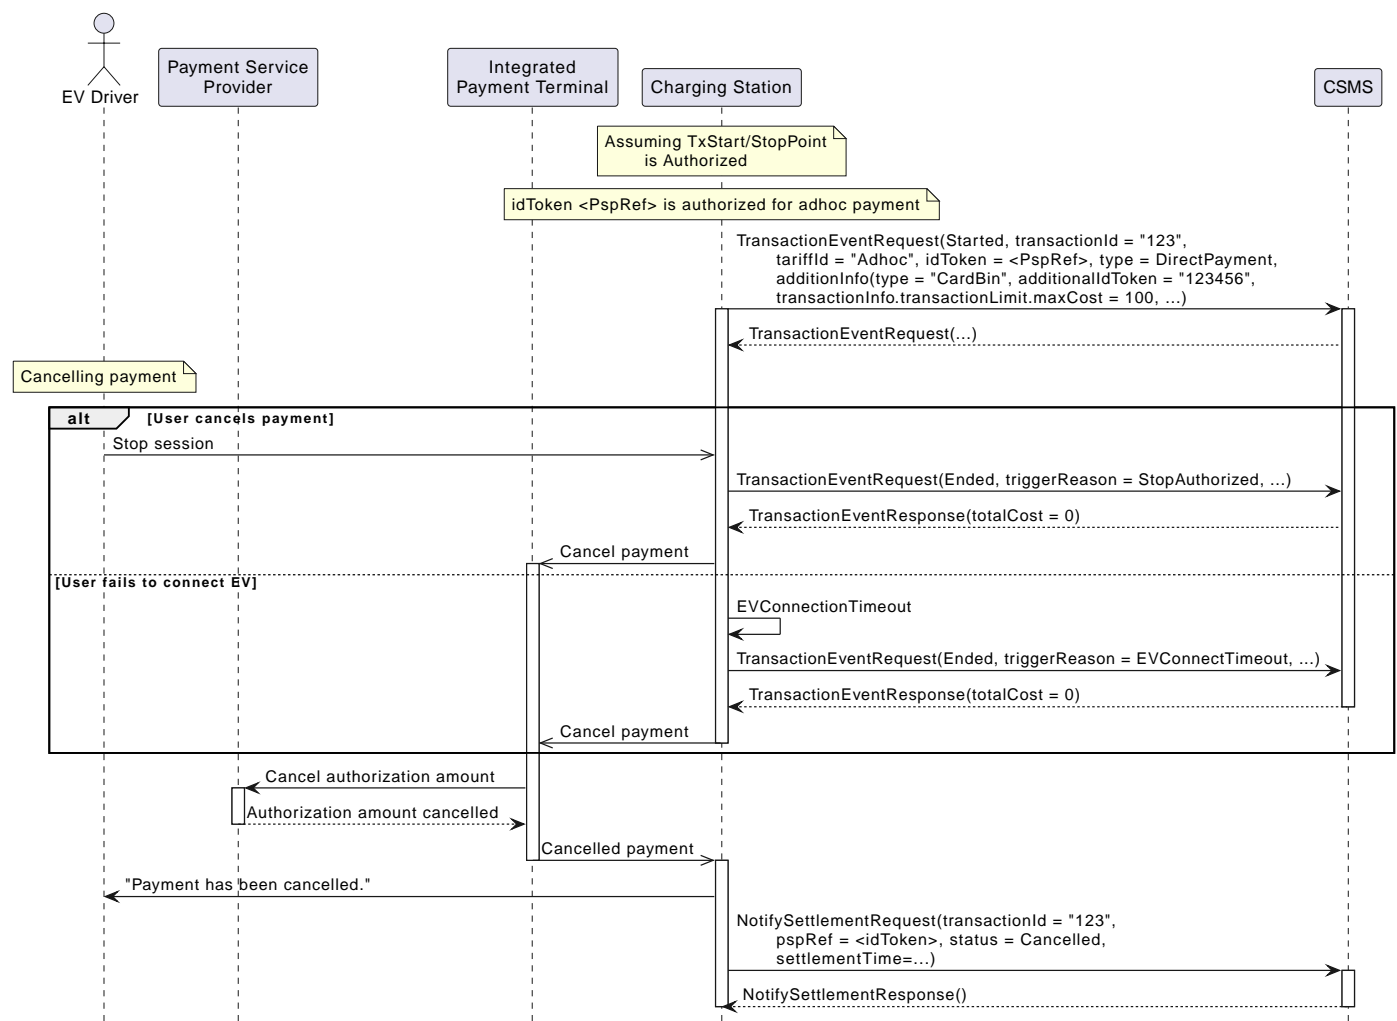 EV Driver
Payment Service
Provider
Integrated
Payment Terminal
Charging Station
CSMS
Assuming TxStart/StopPoint
is Authorized
idToken <PspRef> is authorized for adhoc payment
TransactionEventRequest(Started, transactionId = "123",
tariffId = "Adhoc", idToken = <PspRef>, type = DirectPayment,
additionInfo(type = "CardBin", additionalIdToken = "123456",
transactionInfo.transactionLimit.maxCost = 100, ...)
TransactionEventRequest(...)
Cancelling payment
alt [User cancels payment]
Stop session
TransactionEventRequest(Ended, triggerReason = StopAuthorized, ...)
TransactionEventResponse(totalCost = 0)
Cancel payment
[User fails to connect EV]
EVConnectionTimeout
TransactionEventRequest(Ended, triggerReason = EVConnectTimeout, ...)
TransactionEventResponse(totalCost = 0)
Cancel payment
Cancel authorization amount
Authorization amount cancelled
Cancelled payment
"Payment has been cancelled."
NotifySettlementRequest(transactionId = "123",
pspRef = <idToken>, status = Cancelled,
settlementTime=...)
NotifySettlementResponse()